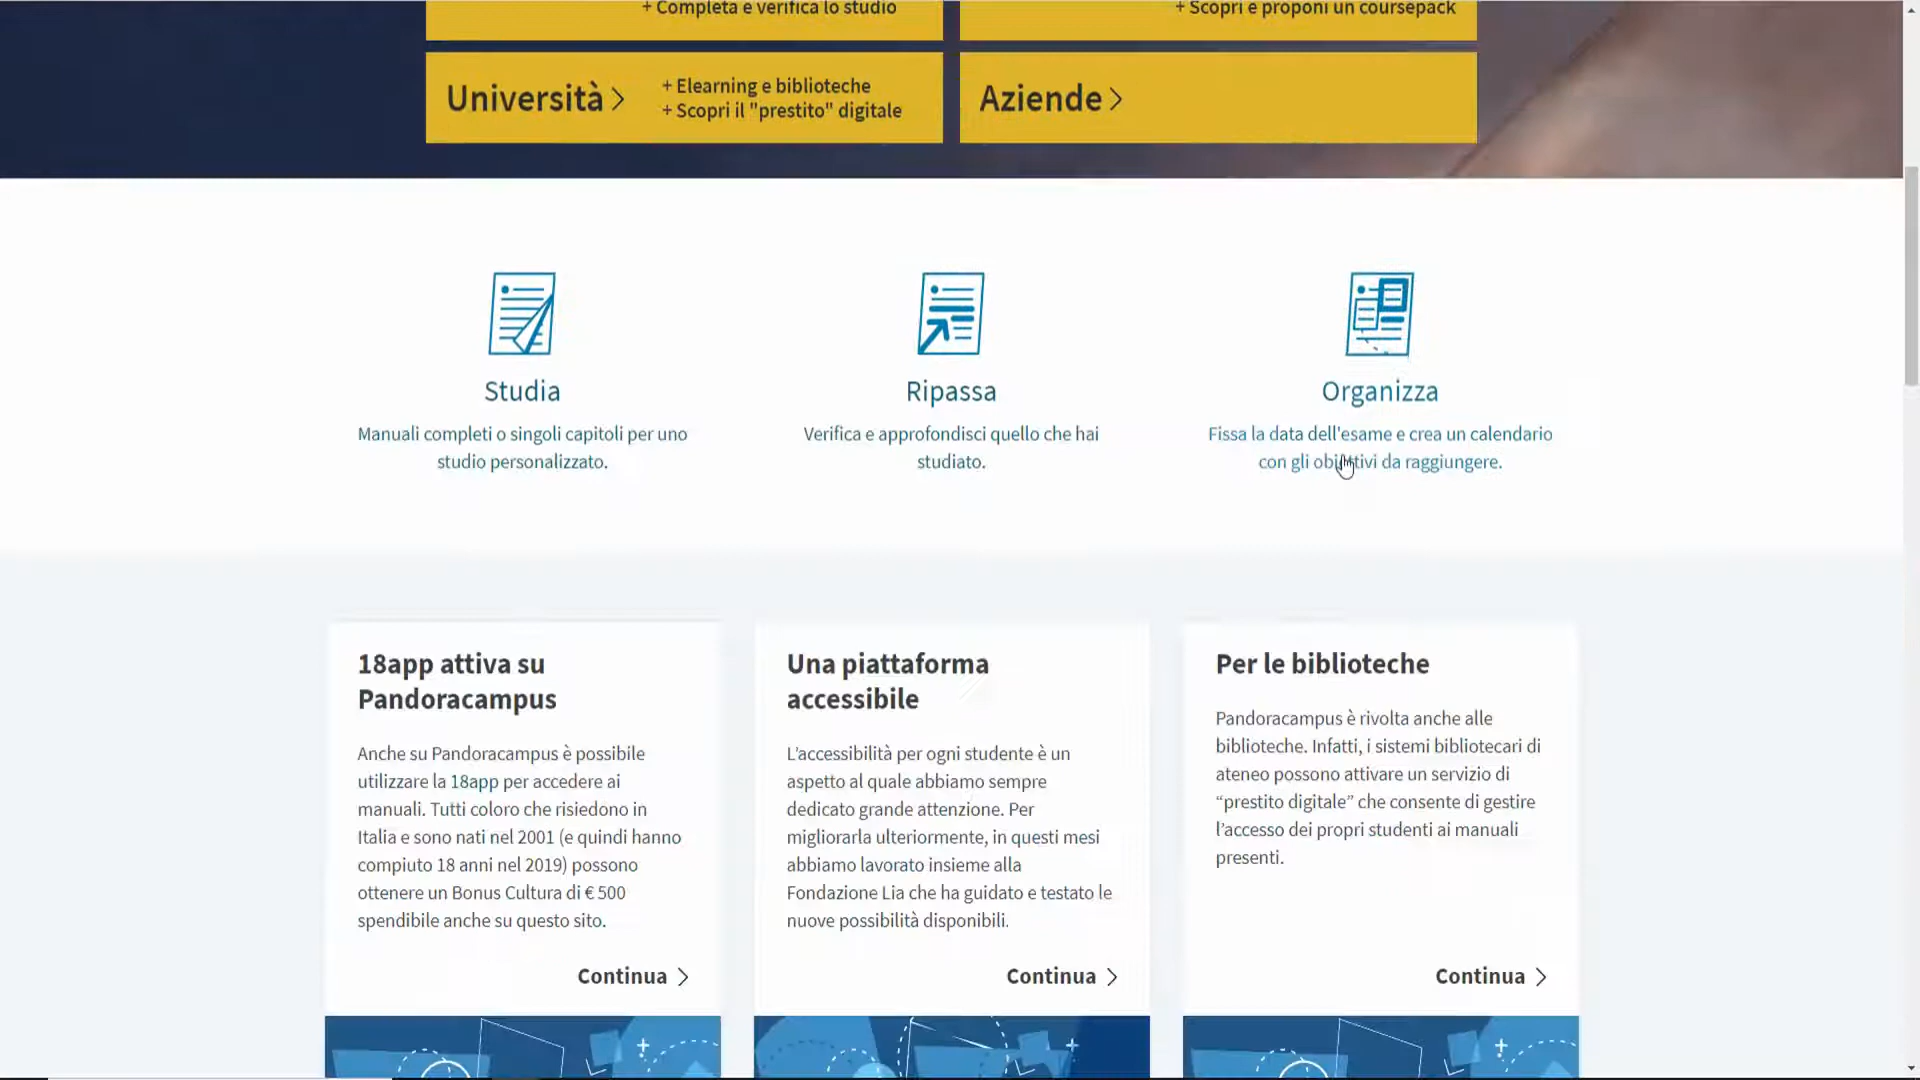 + Completa e verifica lo studio
+ Scopri e proponi un coursepack
Università
+ Elearning e biblioteche
+ Scopri il "prestito" digitale
Aziende
Studia
Manuali completi o singoli capitoli per uno
studio personalizzato.
Ripassa
Verifica e approfondisci quello che hai
studiato.
Organizza
Fissa la data dell'esame e crea un calendario
con gli obiettivi da raggiungere.
18app attiva su
Pandoracampus
Anche su Pandoracampus è possibile
utilizzare la 18app per accedere ai
manuali. Tutti coloro che risiedono in
Italia e sono nati nel 2001 (e quindi hanno
compiuto 18 anni nel 2019) possono
ottenere un Bonus Cultura di € 500
spendibile anche su questo sito.
Continua
Una piattaforma
accessibile
L’accessibilità per ogni studente è un
aspetto al quale abbiamo sempre
dedicato grande attenzione. Per
migliorarla ulteriormente, in questi mesi
abbiamo lavorato insieme alla
Fondazione Lia che ha guidato e testato le
nuove possibilità disponibili.
Continua
Per le biblioteche
Pandoracampus è rivolta anche alle
biblioteche. Infatti, i sistemi bibliotecari di
ateneo possono attivare un servizio di
“prestito digitale” che consente di gestire
l’accesso dei propri studenti ai manuali
presenti.
Continua